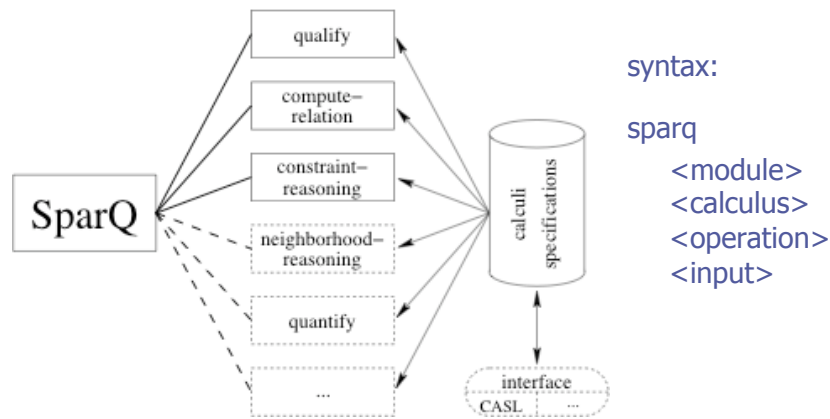 SparQ
qualify
compute–
relation
constraint–
reasoning
neighborhood–
reasoning
quantify
...
calculi
specifications
interface
CASL
...
syntax:
sparq
<module>
<calculus>
<operation>
<input>